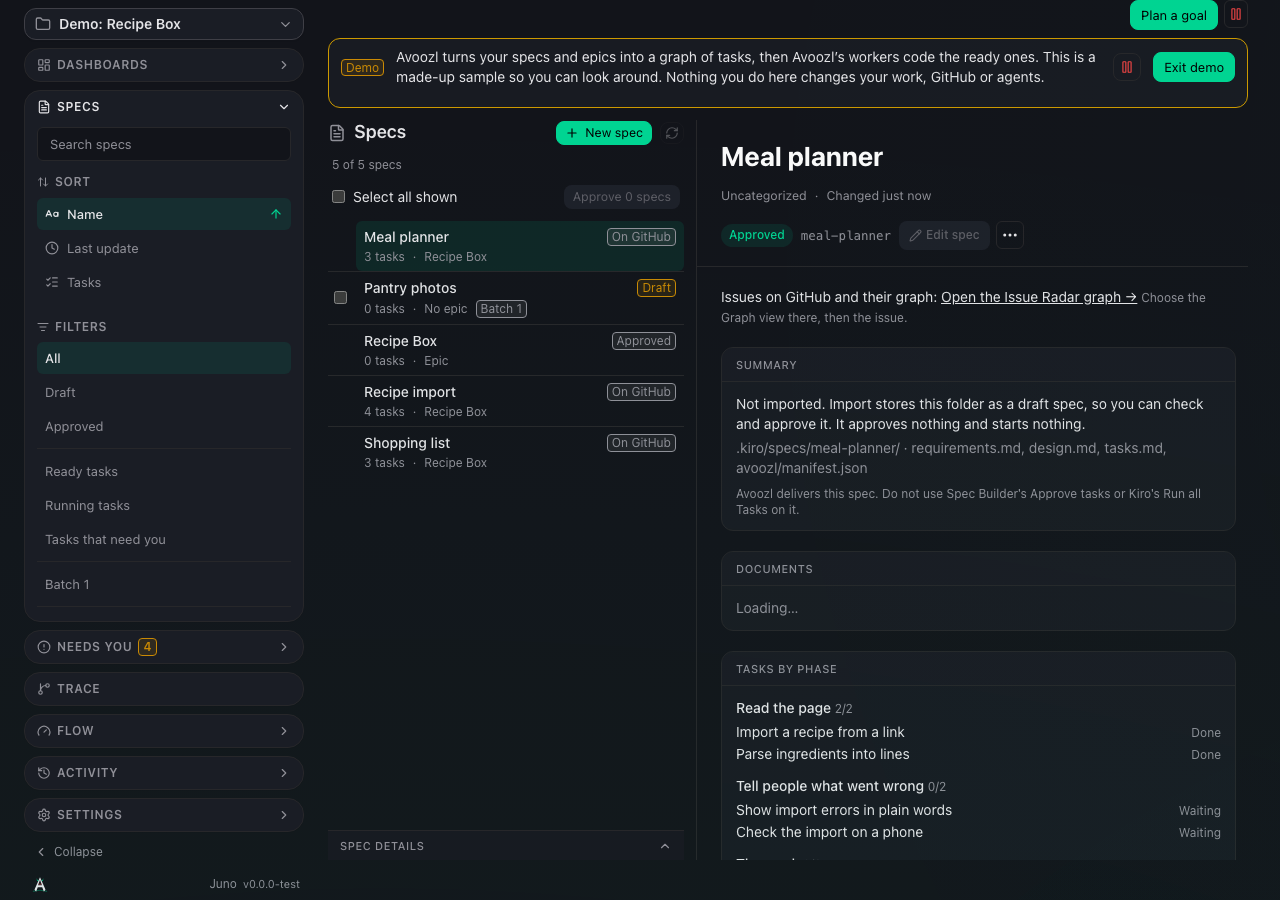 Demo: Recipe Box
DASHBOARDS
SPECS
Search specs
SORT
Aa Name
Last update
Tasks
FILTERS
All
Draft
Approved
Ready tasks
Running tasks
Tasks that need you
Batch 1
NEEDS YOU 4
TRACE
FLOW
ACTIVITY
SETTINGS
Collapse
Juno v0.0.0-test
Plan a goal
Demo
Avoozl turns your specs and epics into a graph of tasks, then Avoozl's workers code the ready ones. This is a
made-up sample so you can look around. Nothing you do here changes your work, GitHub or agents.
Exit demo
Specs
+ New spec
5 of 5 specs
Select all shown
Approve 0 specs
Meal planner On GitHub
3 tasks · Recipe Box
Pantry photos Draft
0 tasks · No epic Batch 1
Recipe Box Approved
0 tasks · Epic
Recipe import On GitHub
4 tasks · Recipe Box
Shopping list On GitHub
3 tasks · Recipe Box
SPEC DETAILS
Meal planner
Uncategorized · Changed just now
Approved meal-planner Edit spec
Issues on GitHub and their graph: Open the Issue Radar graph → Choose the
Graph view there, then the issue.
SUMMARY
Not imported. Import stores this folder as a draft spec, so you can check
and approve it. It approves nothing and starts nothing.
.kiro/specs/meal-planner/ · requirements.md, design.md, tasks.md,
avoozl/manifest.json
Avoozl delivers this spec. Do not use Spec Builder's Approve tasks or Kiro's Run all
Tasks on it.
DOCUMENTS
Loading…
TASKS BY PHASE
Read the page 2/2
Import a recipe from a link Done
Parse ingredients into lines Done
Tell people what went wrong 0/2
Show import errors in plain words Waiting
Check the import on a phone Waiting